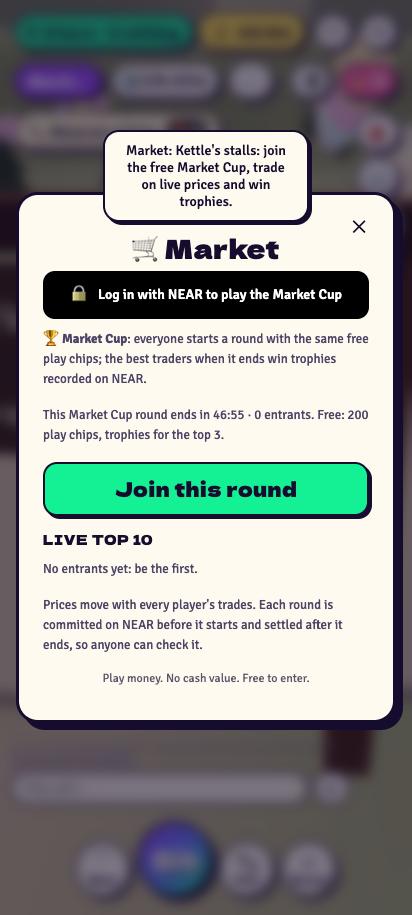 Market: Kettle's stalls: join
the free Market Cup, trade
on live prices and win
trophies.
Market
Log in with NEAR to play the Market Cup
Market Cup: everyone starts a round with the same free
play chips; the best traders when it ends win trophies
recorded on NEAR.
This Market Cup round ends in 46:55 · 0 entrants. Free: 200
play chips, trophies for the top 3.
Join this round
LIVE TOP 10
No entrants yet: be the first.
Prices move with every player's trades. Each round is
committed on NEAR before it starts and settled after it
ends, so anyone can check it.
Play money. No cash value. Free to enter.